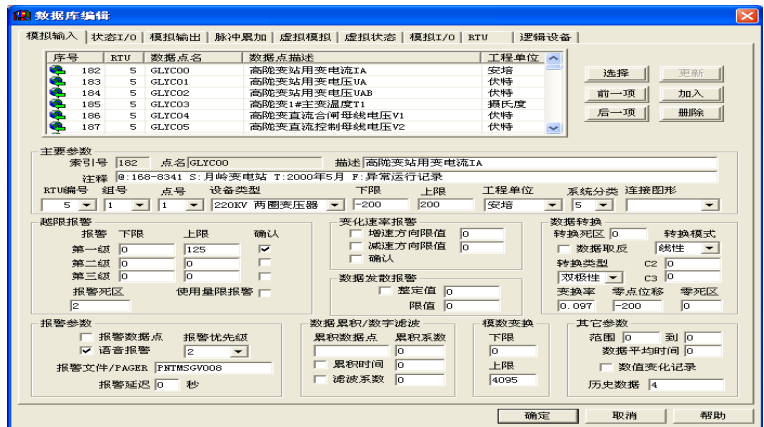 数据库编辑
模拟输入 状态I/O 模拟输出 脉冲累加 虚拟模拟 虚拟状态 模拟I/O RTU 逻辑设备
序号 RTU 数据点名 数据点描述 工程单位
182 5 GLYC00 高陇变站用变电流IA 安培
183 5 GLYC01 高陇变站用变电压UA 伏特
184 5 GLYC02 高陇变站用变电压UAB 伏特
185 5 GLYC03 高陇变1#主变温度T1 摄氏度
186 5 GLYC04 高陇变直流合闸母线电压V1 伏特
187 5 GLYC05 高陇变直流控制母线电压V2 伏特
选择 更新
前一项 加入
后一项 删除
主要参数
索引号 182 点名 GLYC00 描述 高陇变站用变电流IA
注释 @:168-8341 S:月岭变电站 T:2000年5月 F:异常运行记录
RTU编号 组号 点号 设备类型 下限 上限 工程单位 系统分类 连接图形
5 1 1 220KV 两圈变压器 -200 200 安培 5
越限报警
报警 下限 上限 确认
第一级 0 125
第二级 0 0
第三级 0 0
报警死区 使用量限报警
2
变化速率报警
增速方向限值 0
减速方向限值 0
确认
数据发散报警
整定值 0
限值 0
数据转换
转换死区 0 转换模式
数据取反 线性
转换类型 C2 0
双极性 C3 0
变换率 零点位移 零死区
0.097 -200 0
报警参数
报警数据点 报警优先级
语音报警 2
报警文件/PAGER PNTMSGV008
报警延迟 0 秒
数据累积/数字滤波
累积数据点 累积系数
0
累积时间 0
滤波系数 0
模数变换
下限
0
上限
4095
其它参数
范围 0 到 0
数据平均时间 0
数值变化记录
历史数据 4
确定 取消 帮助